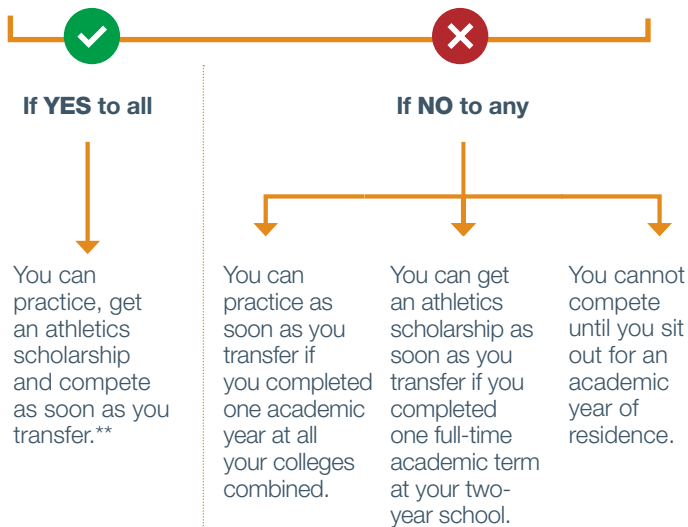 If YES to all
If NO to any
You can
practice, get
an athletics
scholarship
and compete
as soon as you
transfer.**
You can
practice as
soon as you
transfer if
you completed
one academic
year at all
your colleges
combined.
You can get
an athletics
scholarship as
soon as you
transfer if you
completed
one full-time
academic term
at your two-
year school.
You cannot
compete
until you sit
out for an
academic
year of
residence.